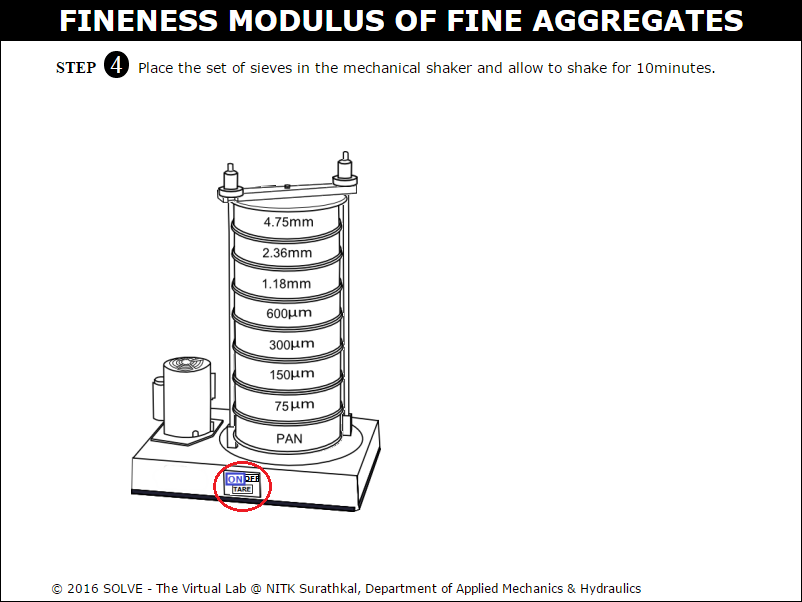 FINENESS MODULUS OF FINE AGGREGATES
STEP 4 Place the set of sieves in the mechanical shaker and allow to shake for 10minutes.
4.75mm
2.36mm
1.18mm
600μm
300μm
150μm
75μm
PAN
ON OFF
TARE
© 2016 SOLVE - The Virtual Lab @ NITK Surathkal, Department of Applied Mechanics & Hydraulics